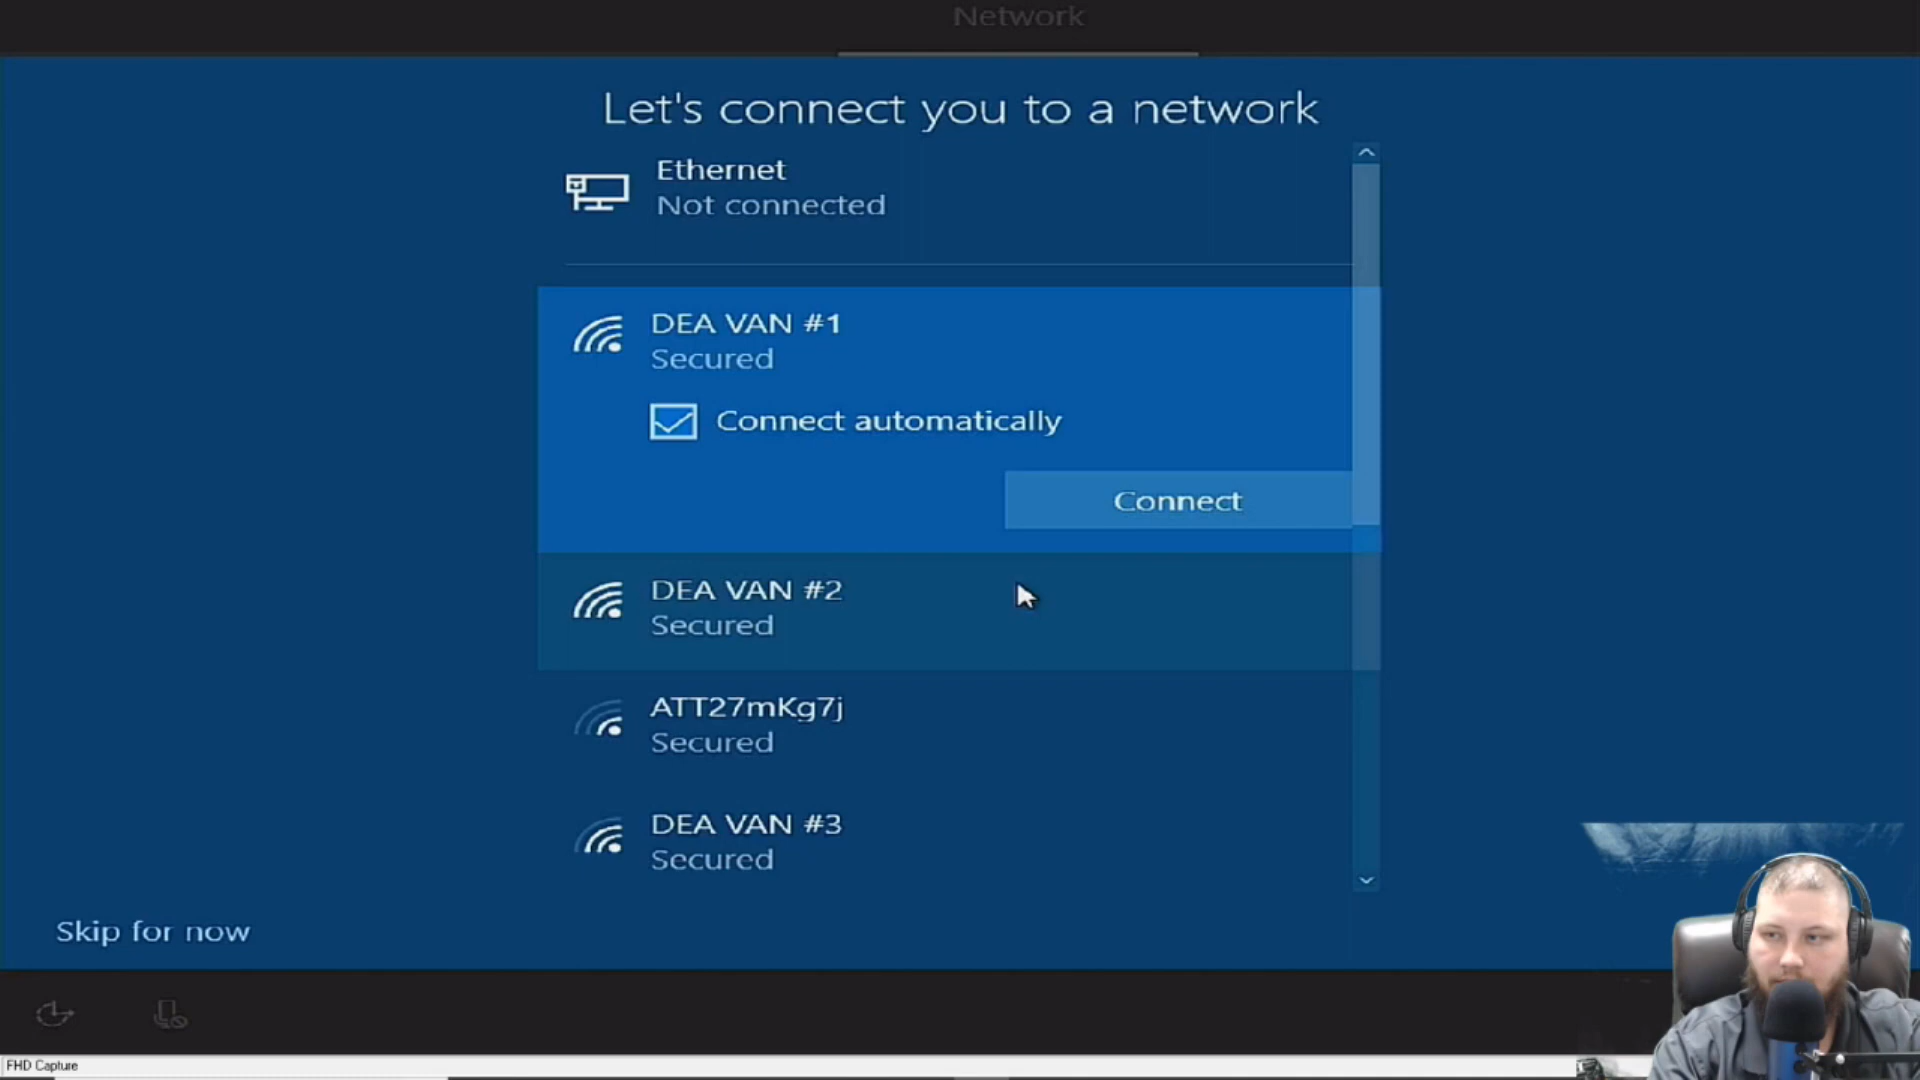 Network
Let's connect you to a network
Ethernet
Not connected
DEA VAN #1
Secured
Connect automatically
Connect
DEA VAN #2
Secured
ATT27mKg7j
Secured
DEA VAN #3
Secured
Skip for now
FHD Capture